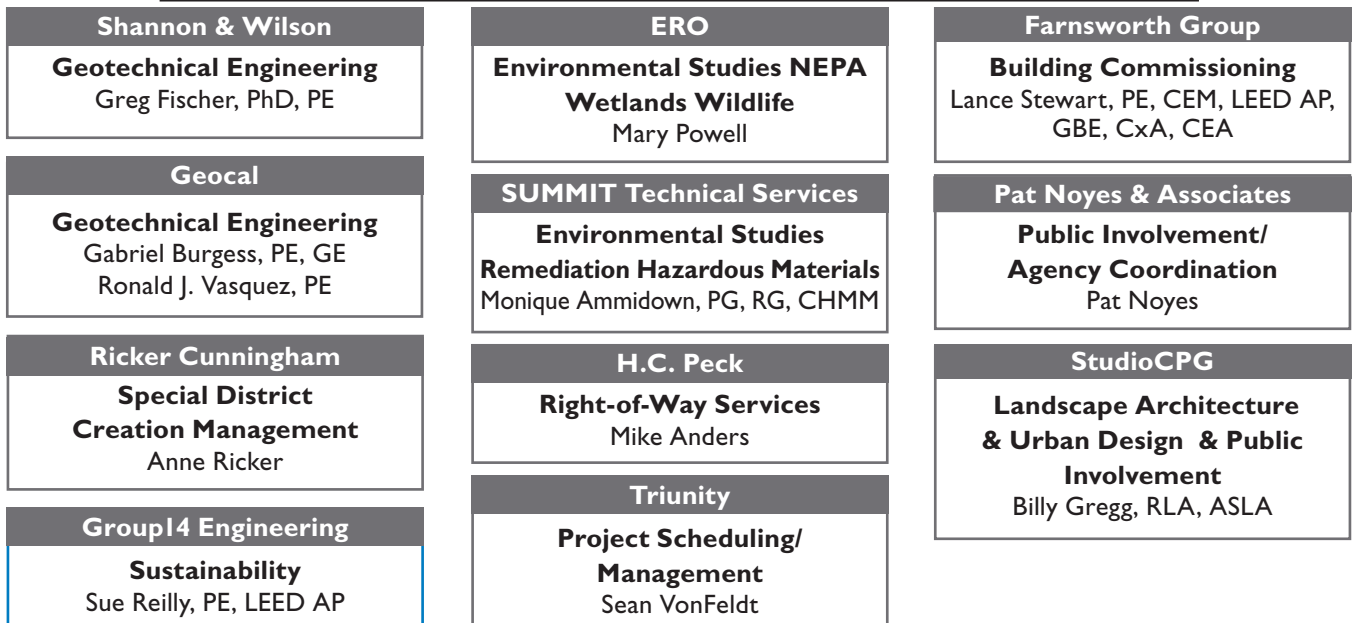 Shannon & Wilson
Geotechnical Engineering
Greg Fischer, PhD, PE
Geocal
Geotechnical Engineering
Gabriel Burgess, PE, GE
Ronald J. Vasquez, PE
Ricker Cunningham
Special District
Creation Management
Anne Ricker
Group14 Engineering
Sustainability
Sue Reilly, PE, LEED AP
ERO
Environmental Studies NEPA
Wetlands Wildlife
Mary Powell
SUMMIT Technical Services
Environmental Studies
Remediation Hazardous Materials
Monique Ammidown, PG, RG, CHMM
H.C. Peck
Right-of-Way Services
Mike Anders
Triunity
Project Scheduling/
Management
Sean VonFeldt
Farnsworth Group
Building Commissioning
Lance Stewart, PE, CEM, LEED AP,
GBE, CxA, CEA
Pat Noyes & Associates
Public Involvement/
Agency Coordination
Pat Noyes
StudioCPG
Landscape Architecture
& Urban Design & Public
Involvement
Billy Gregg, RLA, ASLA